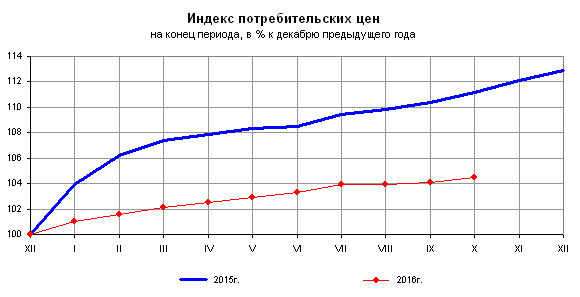 Индекс потребительских цен
на конец периода, в % к декабрю предыдущего года
114
112
110
108
106
104
102
100
XII I II III IV V VI VII VIII IX X XI XII
2015г. 2016г.